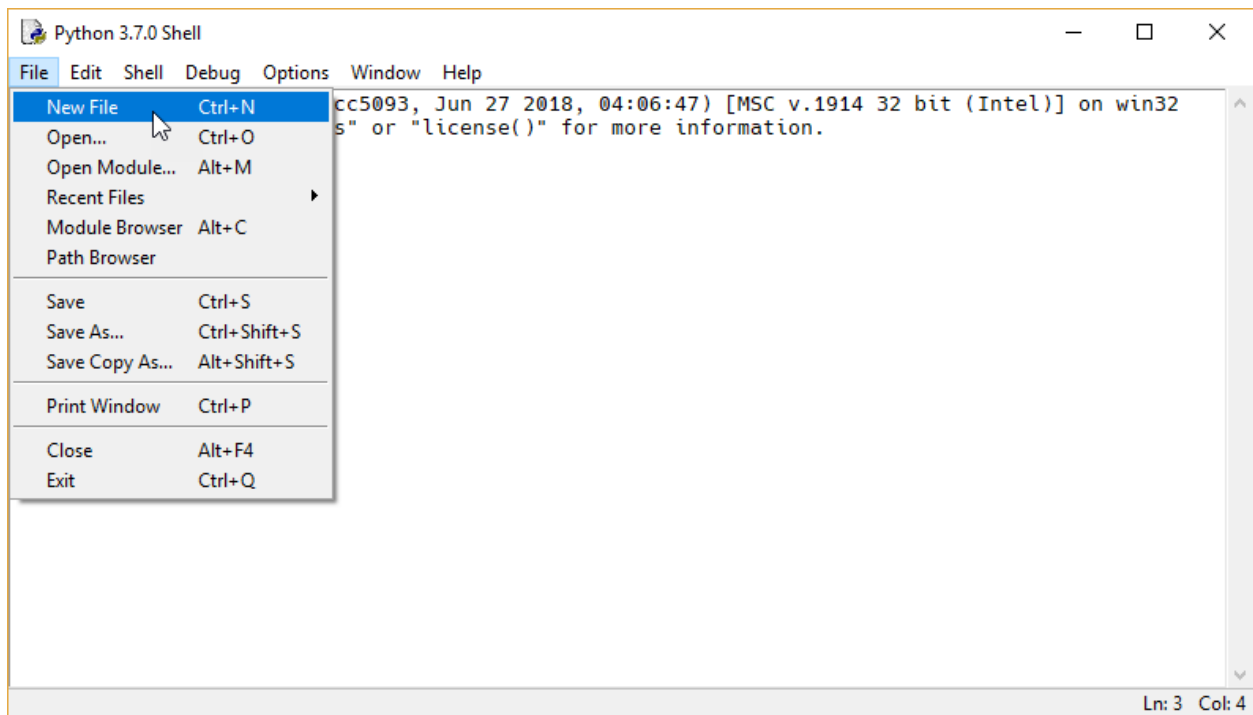 Python 3.7.0 Shell
File Edit Shell Debug Options Window Help
cc5093, Jun 27 2018, 04:06:47) [MSC v.1914 32 bit (Intel)] on win32
s" or "license()" for more information.
New File Ctrl+N
Open... Ctrl+O
Open Module... Alt+M
Recent Files
Module Browser Alt+C
Path Browser
Save Ctrl+S
Save As... Ctrl+Shift+S
Save Copy As... Alt+Shift+S
Print Window Ctrl+P
Close Alt+F4
Exit Ctrl+Q
Ln: 3 Col: 4